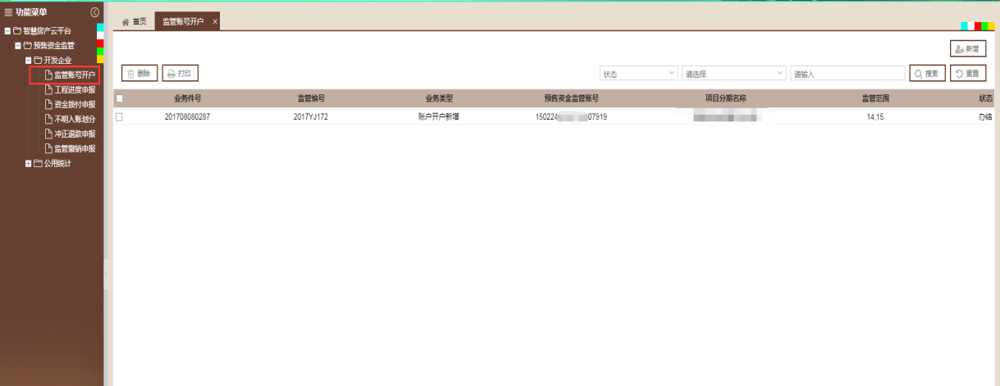 功能菜单
智慧房产云平台
预售资金监管
开发企业
监管账号开户
工程进度申报
资金拨付申报
不明入账划分
冲正退款申报
监管撤销申报
公用统计
首页 监管账号开户 ×
新增
删除 打印 状态 请选择 请输入 搜索 重置
业务件号 监管编号 业务类型 预售资金监管账号 项目分期名称 监管范围 状态
201708080287 2017YJ172 账户开户新增 150224 07919 14,15 办结